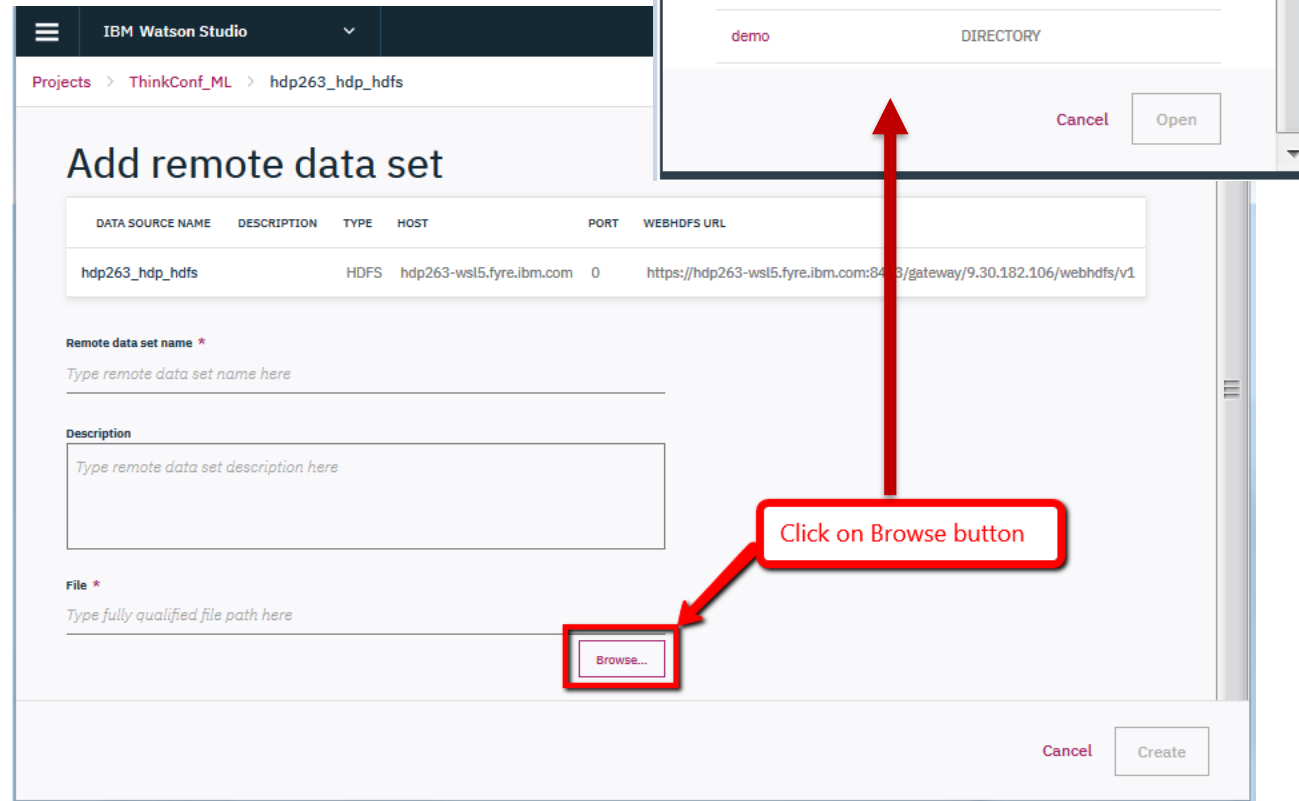 IBM Watson Studio
demo DIRECTORY
Projects > ThinkConf_ML > hdp263_hdp_hdfs
Cancel Open
Add remote data set
DATA SOURCE NAME DESCRIPTION TYPE HOST PORT WEBHDFS URL
hdp263_hdp_hdfs HDFS hdp263-wsl5.fyre.ibm.com 0 /gateway/9.30.182.106/webhdfs/v1
Remote data set name *
Type remote data set name here
Description
Type remote data set description here
Click on Browse button
File *
Type fully qualified file path here
Browse...
Cancel Create